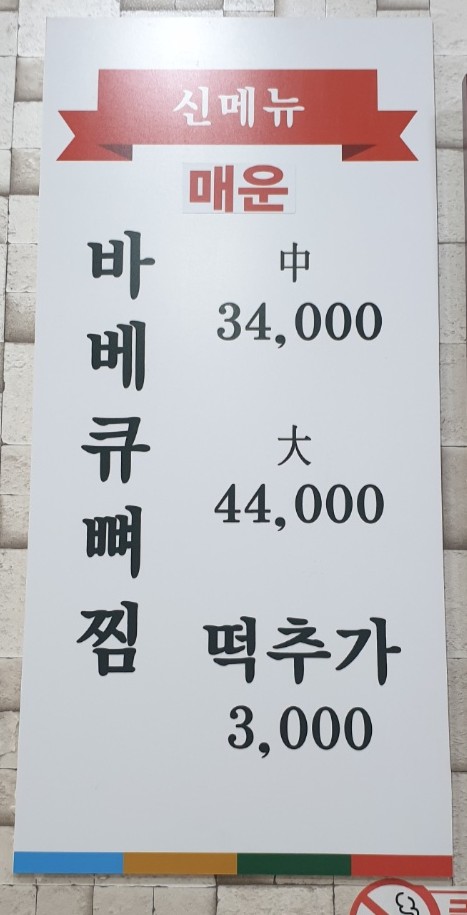 신메뉴
매운
바베큐뼈찜
中
34,000
大
44,000
떡추가
3,000